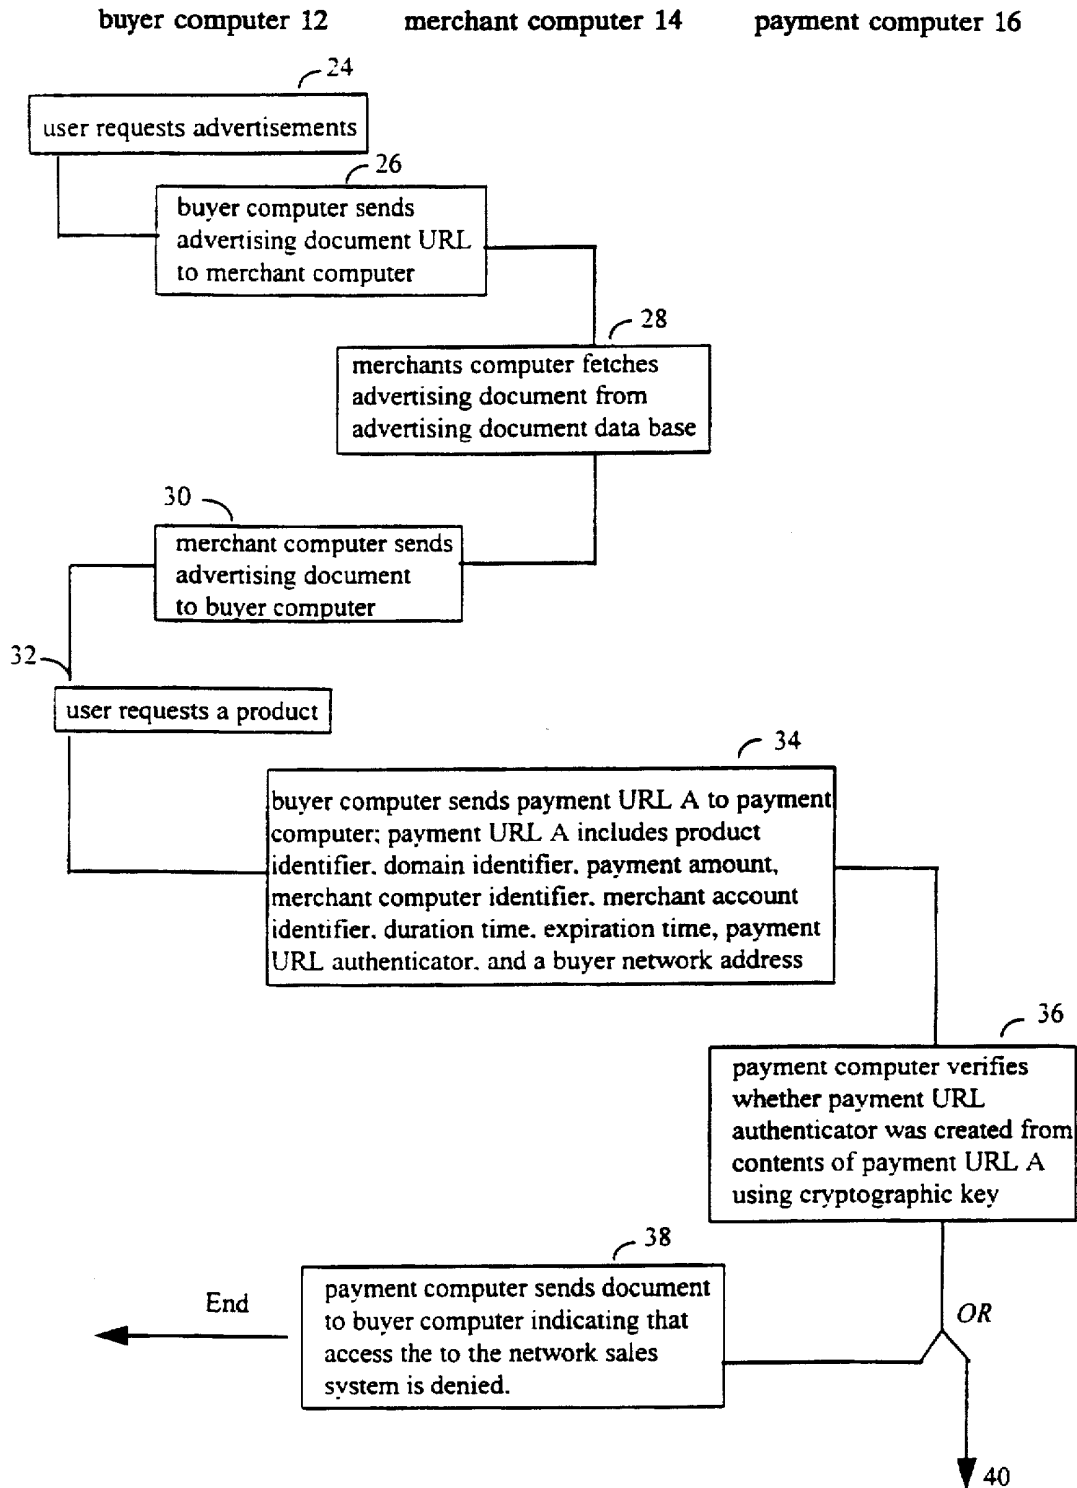 buyer computer 12 merchant computer 14 payment computer 16
24
user requests advertisements
26
buyer computer sends
advertising document URL
to merchant computer
28
merchants computer fetches
advertising document from
advertising document data base
30
merchant computer sends
advertising document
to buyer computer
32
user requests a product
34
buyer computer sends payment URL A to payment
computer; payment URL A includes product
identifier. domain identifier. payment amount,
merchant computer identifier. merchant account
identifier. duration time. expiration time, payment
URL authenticator. and a buyer network address
36
payment computer verifies
whether payment URL
authenticator was created from
contents of payment URL A
using cryptographic key
38
payment computer sends document
to buyer computer indicating that
access the to the network sales
system is denied.
End
OR
40